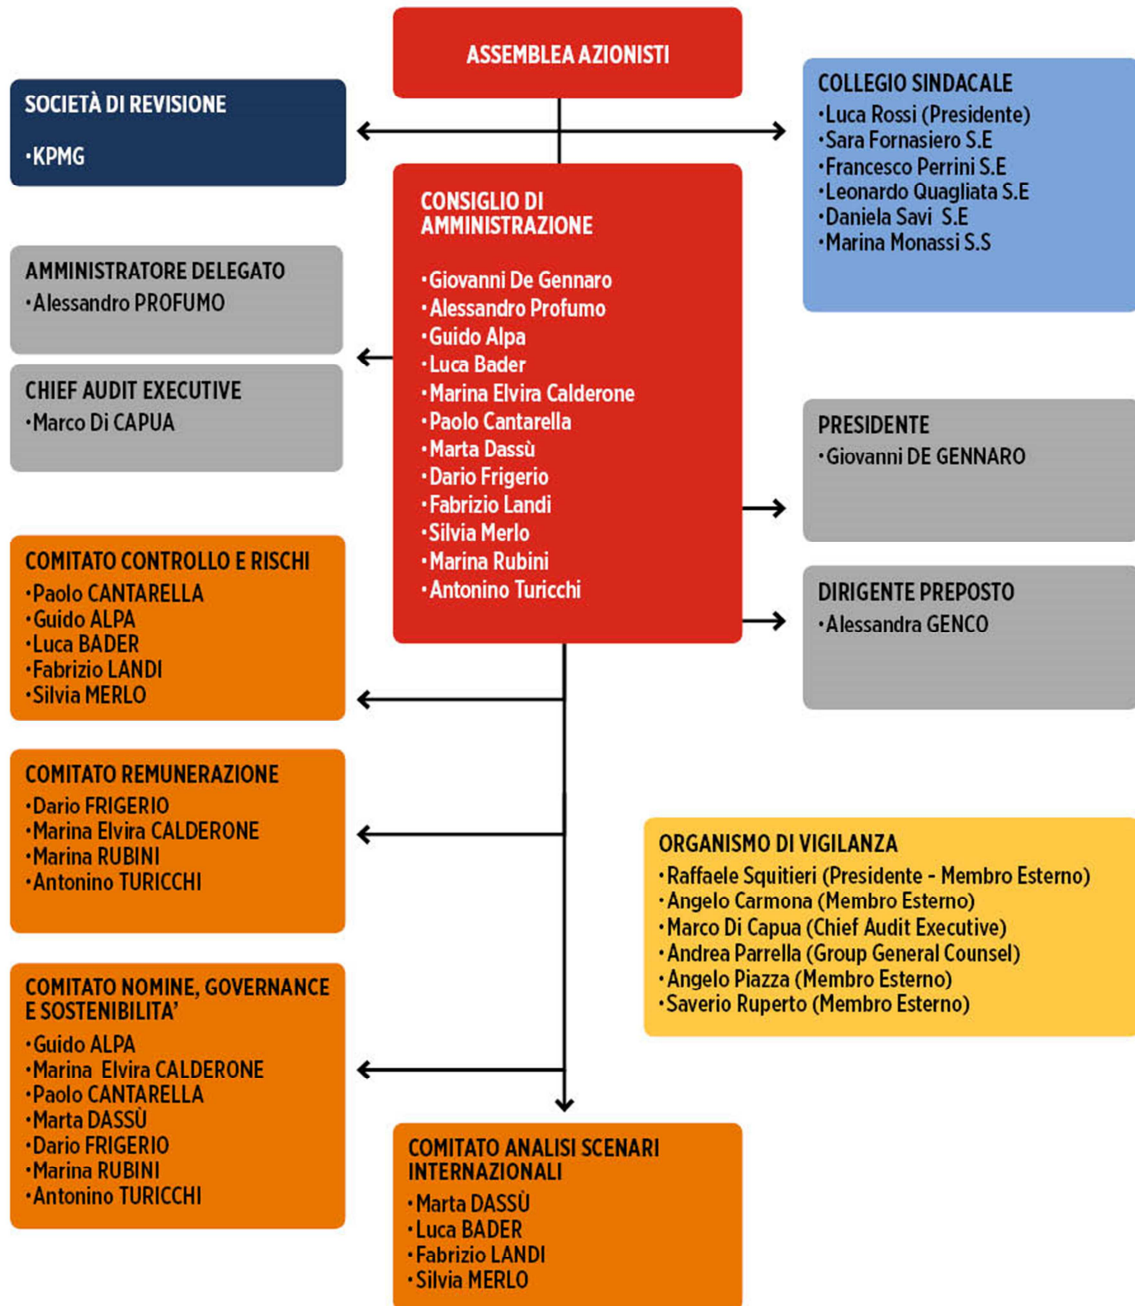 ASSEMBLEA AZIONISTI
SOCIETÀ DI REVISIONE
•KPMG
COLLEGIO SINDACALE
•Luca Rossi (Presidente)
•Sara Fornasiero S.E
•Francesco Perrini S.E
•Leonardo Quagliata S.E
•Daniela Savi S.E
•Marina Monassi S.S
CONSIGLIO DI
AMMINISTRAZIONE
•Giovanni De Gennaro
•Alessandro Profumo
•Guido Alpa
•Luca Bader
•Marina Elvira Calderone
•Paolo Cantarella
•Marta Dassù
•Dario Frigerio
•Fabrizio Landi
•Silvia Merlo
•Marina Rubini
•Antonino Turicchi
AMMINISTRATORE DELEGATO
•Alessandro PROFUMO
CHIEF AUDIT EXECUTIVE
•Marco Di CAPUA
PRESIDENTE
•Giovanni DE GENNARO
DIRIGENTE PREPOSTO
•Alessandra GENCO
COMITATO CONTROLLO E RISCHI
•Paolo CANTARELLA
•Guido ALPA
•Luca BADER
•Fabrizio LANDI
•Silvia MERLO
COMITATO REMUNERAZIONE
•Dario FRIGERIO
•Marina Elvira CALDERONE
•Marina RUBINI
•Antonino TURICCHI
ORGANISMO DI VIGILANZA
•Raffaele Squitieri (Presidente - Membro Esterno)
•Angelo Carmona (Membro Esterno)
•Marco Di Capua (Chief Audit Executive)
•Andrea Parrella (Group General Counsel)
•Angelo Piazza (Membro Esterno)
•Saverio Ruperto (Membro Esterno)
COMITATO NOMINE, GOVERNANCE
E SOSTENIBILITA'
•Guido ALPA
•Marina Elvira CALDERONE
•Paolo CANTARELLA
•Marta DASSÙ
•Dario FRIGERIO
•Marina RUBINI
•Antonino TURICCHI
COMITATO ANALISI SCENARI
INTERNAZIONALI
•Marta DASSÙ
•Luca BADER
•Fabrizio LANDI
•Silvia MERLO